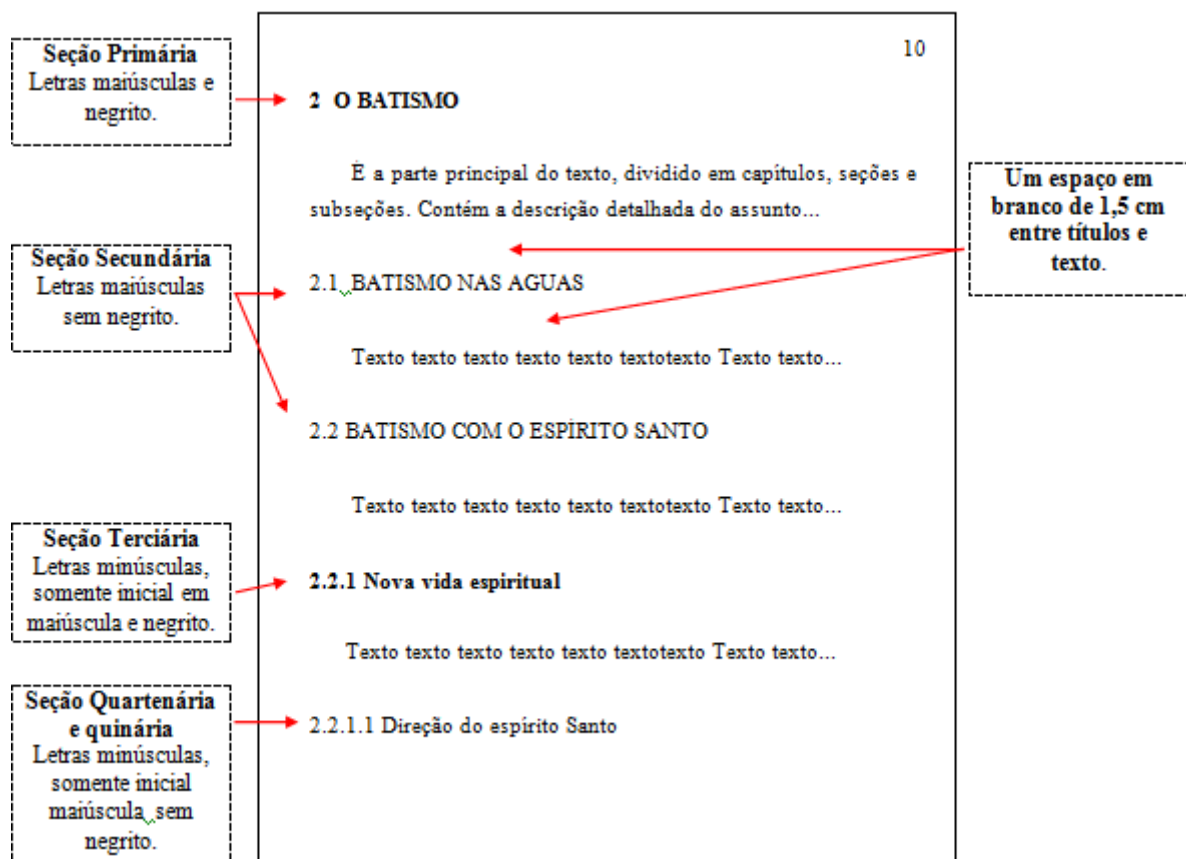 Seção Primária
Letras maiúsculas e
negrito.
10
2 O BATISMO
É a parte principal do texto, dividido em capítulos, seções e
subseções. Contém a descrição detalhada do assunto...
Um espaço em
branco de 1,5 cm
entre títulos e
texto.
Seção Secundária
Letras maiúsculas
sem negrito.
2.1 BATISMO NAS AGUAS
Texto texto texto texto texto textotexto Texto texto...
2.2 BATISMO COM O ESPÍRITO SANTO
Texto texto texto texto texto textotexto Texto texto...
Seção Terciária
Letras minúsculas,
somente inicial em
maiúscula e negrito.
2.2.1 Nova vida espiritual
Texto texto texto texto texto textotexto Texto texto...
Seção Quartenária
e quinária
Letras minúsculas,
somente inicial
maiúscula sem
negrito.
2.2.1.1 Direção do espírito Santo